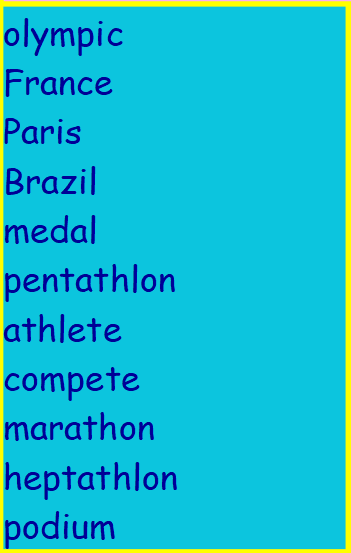 olympic
France
Paris
Brazil
medal
pentathlon
athlete
compete
marathon
heptathlon
podium